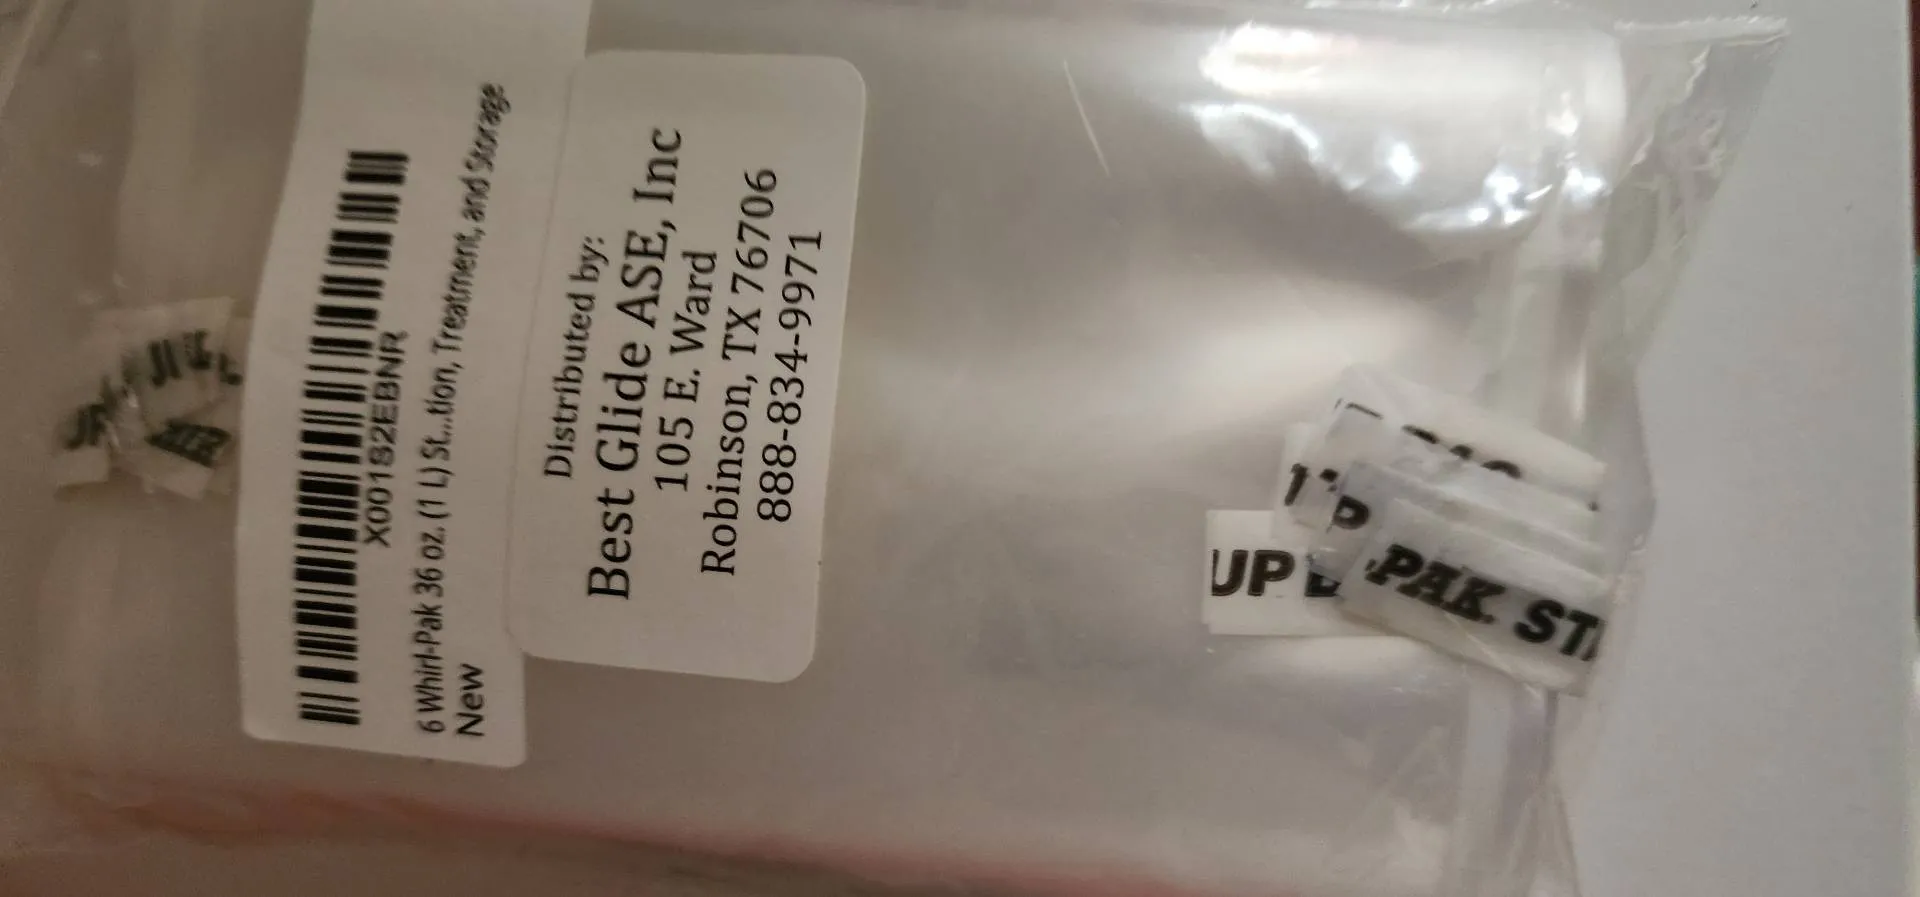 X00182EBNR
6 Whirl-Pak 36 oz. (1 L) St...tion, Treatment, and Storage
New
Distributed by:
Best Glide ASE, Inc
105 E. Ward
Robinson, TX 76706
888-834-9971
UP
PAK. ST